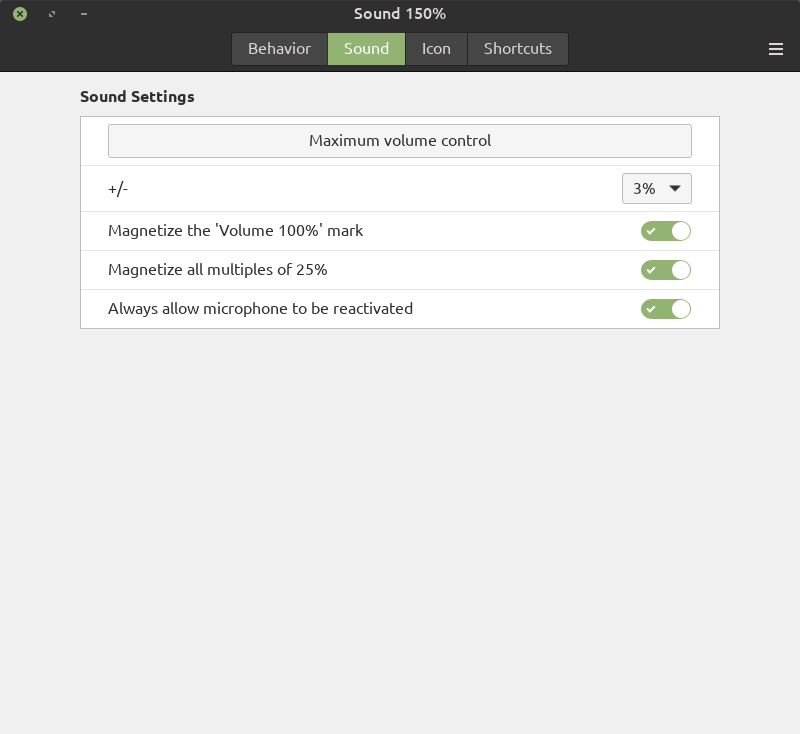 Sound 150%
Behavior Sound Icon Shortcuts
Sound Settings
Maximum volume control
+/- 3%
Magnetize the 'Volume 100%' mark
Magnetize all multiples of 25%
Always allow microphone to be reactivated